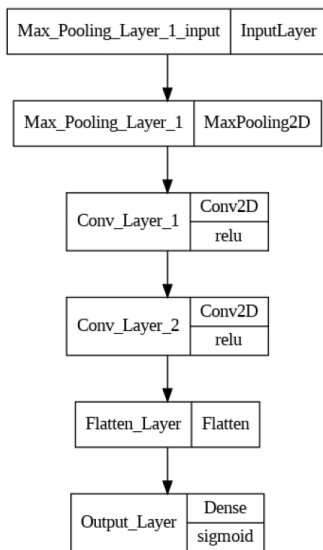 Max_Pooling_Layer_1_input InputLayer
Max_Pooling_Layer_1 MaxPooling2D
Conv_Layer_1 Conv2D
relu
Conv_Layer_2 Conv2D
relu
Flatten_Layer Flatten
Output_Layer Dense
sigmoid